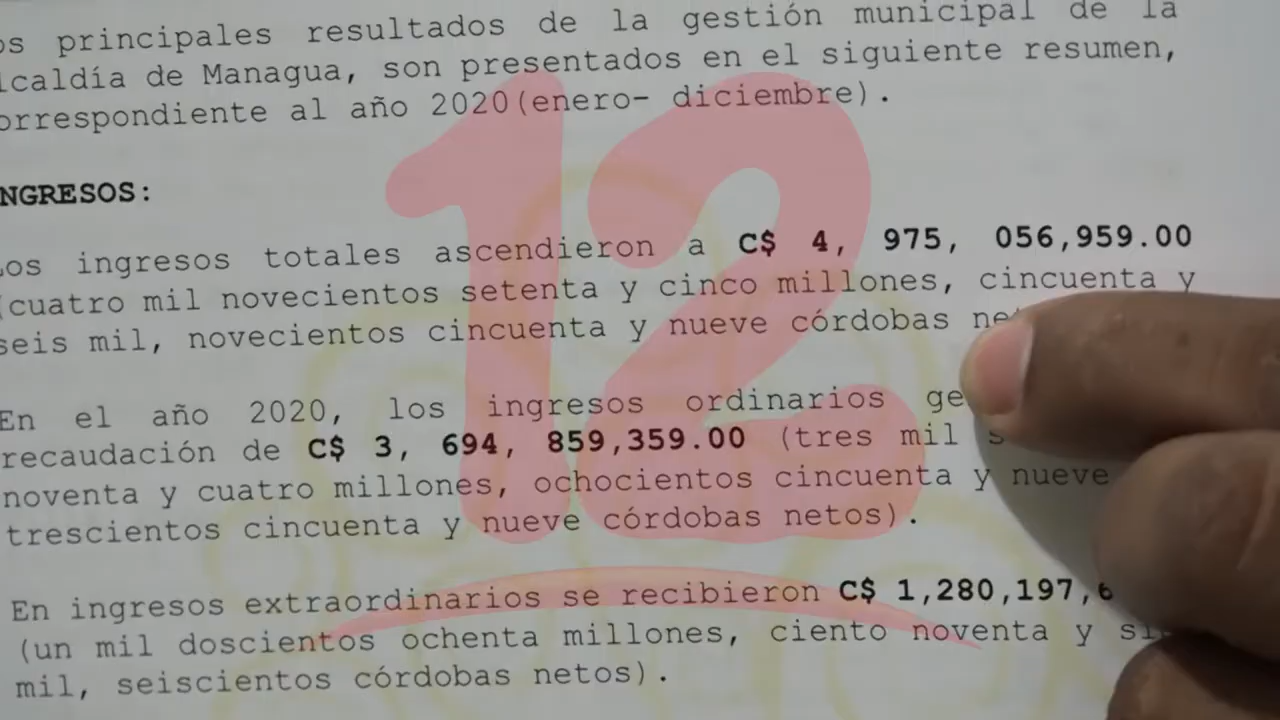 principales resultados de la gestión municipal de la
de Managua, son presentados en el siguiente resumen,
al año 2020(enero- diciembre).
NGRESOS:
ingresos totales ascendieron a C$ 4, 975, 056,959.00
(cuatro mil novecientos setenta y cinco millones, cincuenta y
seis mil, novecientos cincuenta y nueve córdobas
En el año 2020, los ingresos ordinarios
recaudación de C$ 3, 694, 859,359.00 (tres mil
noventa y cuatro millones, ochocientos cincuenta y nueve
trescientos cincuenta y nueve córdobas netos).
En ingresos extraordinarios se recibieron C$ 1,280,197,6
(un mil doscientos ochenta millones, ciento noventa y
mil, seiscientos córdobas netos).
12